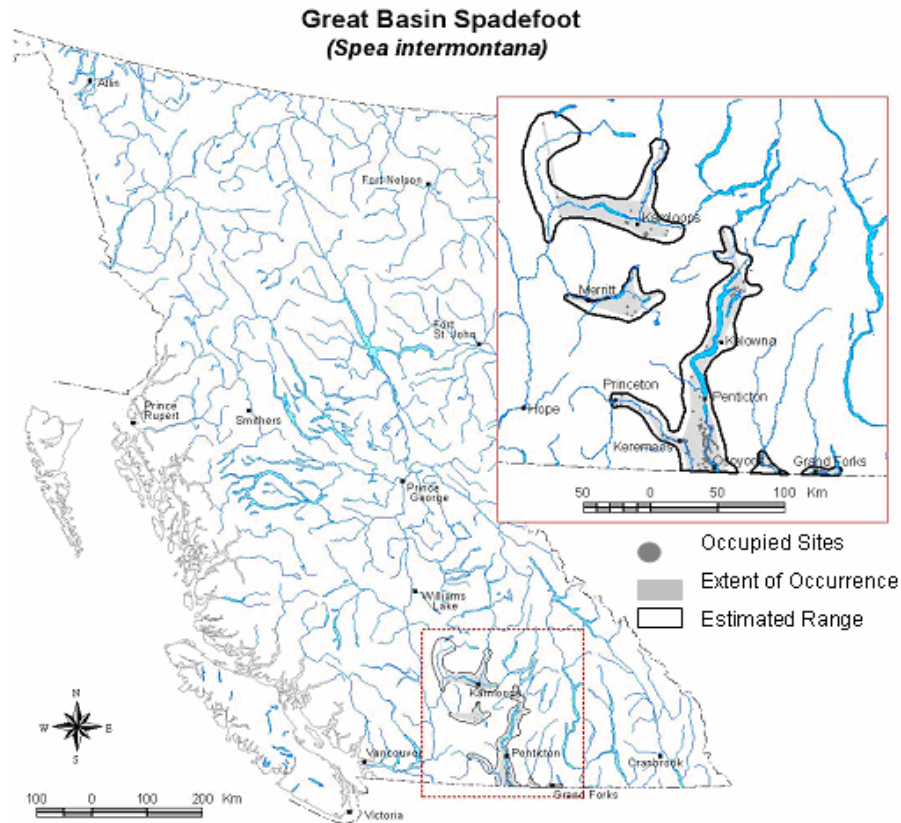 Great Basin Spadefoot
(Spea intermontana)
Atlin
Fort Nelson
Fort
St. John
Prince
Rupert
Smithers
Prince
George
Williams
Lake
Kamloops
Penticton
Vancouver
Cranbrook
Grand Forks
Victoria
N
W
E
S
100 0 100 200 Km
Kamloops
Merritt
Kelowna
Princeton
Penticton
Hope
Keremeos
Osoyoos
Grand Forks
50 0 50 100 Km
Occupied Sites
Extent of Occurrence
Estimated Range